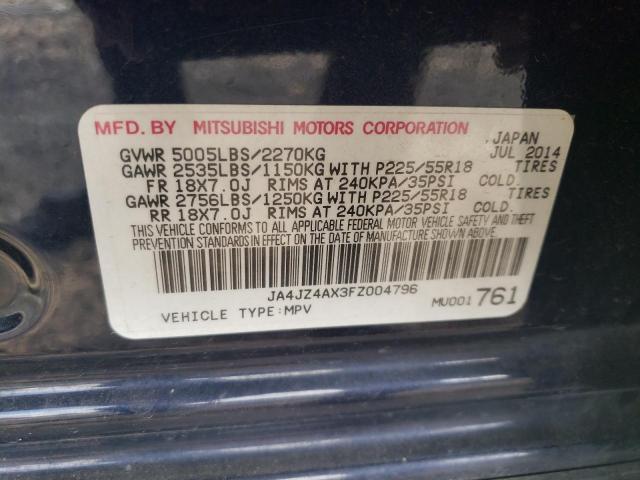 MFD. BY MITSUBISHI MOTORS CORPORATION JAPAN
GVWR 5005LBS/2270KG JUL 2014
GAWR 2535LBS/1150KG WITH P225/55R18 TIRES
FR 18X7.0J RIMS AT 240KPA/35PSI COLD.
GAWR 2756LBS/1250KG WITH P225/55R18 TIRES
RR 18X7.0J RIMS AT 240KPA/35PSI COLD.
THIS VEHICLE CONFORMS TO ALL APPLICABLE FEDERAL MOTOR VEHICLE SAFETY AND THEFT
PREVENTION STANDARDS IN EFFECT ON THE DATE OF MANUFACTURE SHOWN ABOVE.
JA4JZ4AX3FZ004796
VEHICLE TYPE:MPV MU001 761